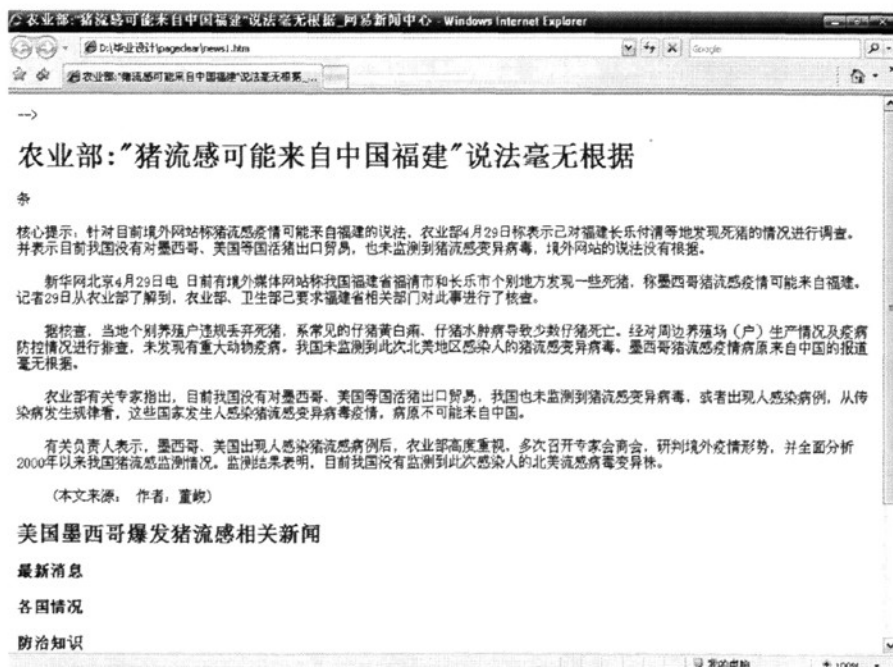 农业部:"猪流感可能来自中国福建"说法毫无根据_网易新闻中心 - Windows Internet Explorer
D:\毕业设计\pageclear\news1.htm
Google
农业部:"猪流感可能来自中国福建"说法毫无根据_...
-->
农业部:"猪流感可能来自中国福建"说法毫无根据
条
核心提示：针对目前境外网站称猪流感疫情可能来自福建的说法，农业部4月29日称表示已对福建长乐付清等地发现死猪的情况进行调查。
并表示目前我国没有对墨西哥、美国等国活猪出口贸易，也未监测到猪流感变异病毒，境外网站的说法没有根据。
新华网北京4月29日电 日前有境外媒体网站称我国福建省福清市和长乐市个别地方发现一些死猪，称墨西哥猪流感疫情可能来自福建。
记者29日从农业部了解到，农业部、卫生部已要求福建省相关部门对此事进行了核查。
据核查，当地个别养殖户违规丢弃死猪，系常见的仔猪黄白痢、仔猪水肿病导致少数仔猪死亡。经对周边养殖场（户）生产情况及疫病
防控情况进行排查，未发现有重大动物疫病。我国未监测到此次北美地区感染人的猪流感变异病毒。墨西哥猪流感疫情病原来自中国的报道
毫无根据。
农业部有关专家指出，目前我国没有对墨西哥、美国等国活猪出口贸易，我国也未监测到猪流感变异病毒，或者出现人感染病例，从传
染病发生规律看，这些国家发生人感染猪流感变异病毒疫情，病原不可能来自中国。
有关负责人表示，墨西哥、美国出现人感染猪流感病例后，农业部高度重视，多次召开专家会商会，研判境外疫情形势，并全面分析
2000年以来我国猪流感监测情况。监测结果表明，目前我国没有监测到此次感染人的北美流感病毒变异株。
（本文来源： 作者：董峻）
美国墨西哥爆发猪流感相关新闻
最新消息
各国情况
防治知识
我的电脑
100%